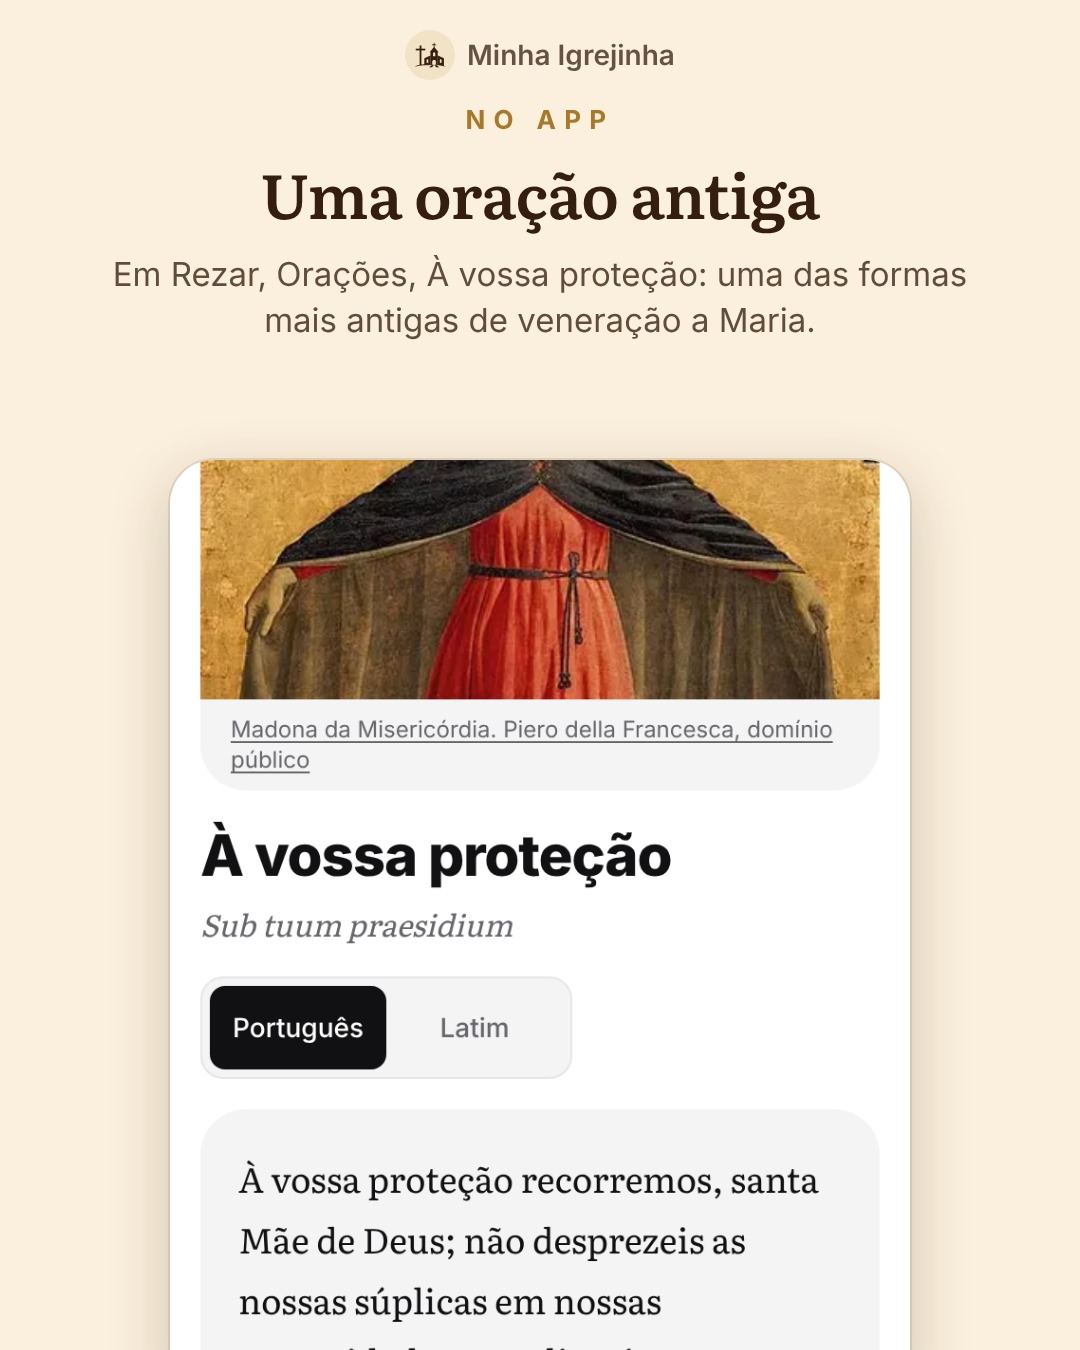 Minha Igrejinha
NO APP
Uma oração antiga
Em Rezar, Orações, À vossa proteção: uma das formas
mais antigas de veneração a Maria.
Madona da Misericórdia. Piero della Francesca, domínio
público
À vossa proteção
Sub tuum praesidium
Português
Latim
À vossa proteção recorremos, santa
Mãe de Deus; não desprezeis as
nossas súplicas em nossas